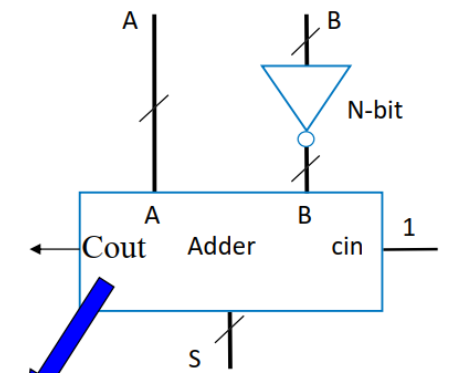 A B
N-bit
A B
1
Cout Adder cin
S